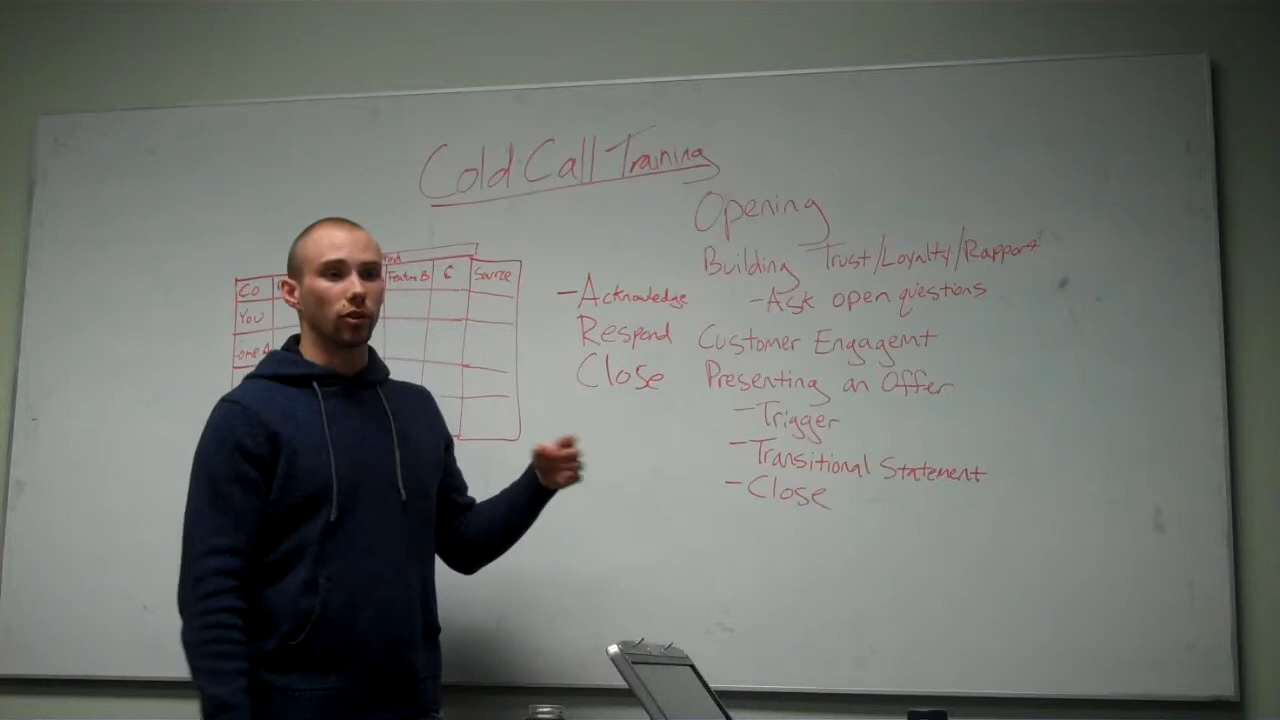 Cold Call Training
Opening
Building Trust/Loyalty/Rapport
- Ask open questions
Customer Engagemt
Presenting an Offer
- Trigger
- Transitional Statement
- Close
- Acknowledge
Respond
Close
Co Feature B C Source
You